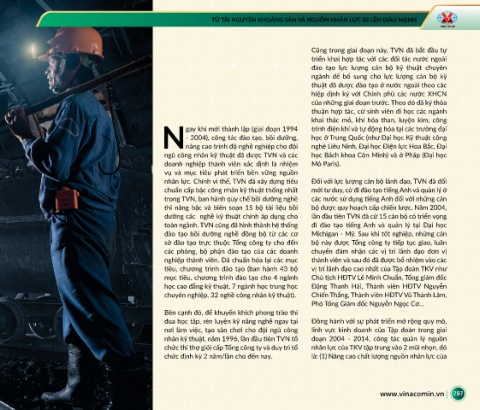 TỪ TÀI NGUYÊN KHOÁNG SẢN VÀ NGUỒN NHÂN LỰC ĐI LÊN GIÀU MẠNH
Ngay khi mới thành lập (giai đoạn 1994
- 2004), công tác đào tạo, bồi dưỡng,
nâng cao trình độ nghề nghiệp cho đội
ngũ công nhân kỹ thuật đã được TVN và các
doanh nghiệp thành viên xác định là nhiệm
vụ và mục tiêu phát triển bền vững nguồn
nhân lực. Chính vì thế, TVN đã xây dựng tiêu
chuẩn cấp bậc công nhân kỹ thuật thống nhất
trong TVN, ban hành quy chế bồi dưỡng nghề
thi nâng bậc và biên soạn 15 bộ tài liệu bồi
dưỡng các nghề kỹ thuật chính áp dụng cho
toàn ngành. TVN cũng đã hình thành hệ thống
đào tạo bồi dưỡng nghề đồng bộ từ các cơ
sở đào tạo trực thuộc Tổng công ty cho đến
các phòng, bộ phận đào tạo của các doanh
nghiệp thành viên. Đã chuẩn hóa lại các mục
tiêu, chương trình đào tạo (ban hành 43 bộ
mục tiêu, chương trình đào tạo cho 4 ngành
học cao đẳng kỹ thuật, 7 ngành học trung học
chuyên nghiệp, 32 nghề công nhân kỹ thuật).
Bên cạnh đó, để khuyến khích phong trào thi
đua học tập, rèn luyện kỹ năng nghề ngay tại
nơi làm việc, tạo sân chơi cho đội ngũ công
nhân kỹ thuật, năm 1996, lần đầu tiên TVN tổ
chức thi thợ giỏi cấp Tổng công ty và duy trì tổ
chức định kỳ 2 năm/lần cho đến nay.
Cũng trong giai đoạn này, TVN đã bắt đầu tự
triển khai hợp tác với các đối tác nước ngoài
đào tạo lực lượng cán bộ kỹ thuật chuyên
ngành để bổ sung cho lực lượng cán bộ kỹ
thuật đã được đào tạo ở nước ngoài theo các
hiệp định ký với Chính phủ các nước XHCN
của những giai đoạn trước. Theo đó đã ký thỏa
thuận hợp tác, cử sinh viên đi học các ngành
khai thác mỏ, khí hóa than, luyện kim, công
trình điện khí và tự động hóa tại các trường đại
học ở Trung Quốc (như Đại học Kỹ thuật công
nghệ Liêu Ninh, Đại học Điện lực Hoa Bắc, Đại
học Bách khoa Côn Minh) và ở Pháp (Đại học
Mỏ Paris).
Đối với lực lượng cán bộ lãnh đạo, TVN đã đổi
mới tư duy, cử đi đào tạo tiếng Anh và quản lý ở
các nước sử dụng tiếng Anh đối với những cán
bộ được quy hoạch cấp chiến lược. Năm 2004,
lần đầu tiên TVN đã cử 15 cán bộ có triển vọng
đi đào tạo tiếng Anh và quản lý tại Đại học
Michigan - Mỹ. Sau khi tốt nghiệp, những cán
bộ này được Tổng công ty tiếp tục giao, luân
chuyển đảm nhận các vị trí lãnh đạo đơn vị
thành viên và sau đó đã được bổ nhiệm vào các
vị trí lãnh đạo cao nhất của Tập đoàn TKV như
Chủ tịch HĐTV Lê Minh Chuẩn, Tổng giám đốc
Đặng Thanh Hải, Thành viên HĐTV Nguyễn
Chiến Thắng, Thành viên HĐTV Vũ Thành Lâm,
Phó Tổng Giám đốc Nguyễn Ngọc Cơ...
Đồng hành với sự phát triển mở rộng quy mô,
lĩnh vực kinh doanh của Tập đoàn trong giai
đoạn 2004 - 2014, công tác quản lý nguồn
nhân lực của TKV tập trung vào 2 mũi nhọn, đó
là: (1) Nâng cao chất lượng nguồn nhân lực của
www.vinacomin.vn | 287